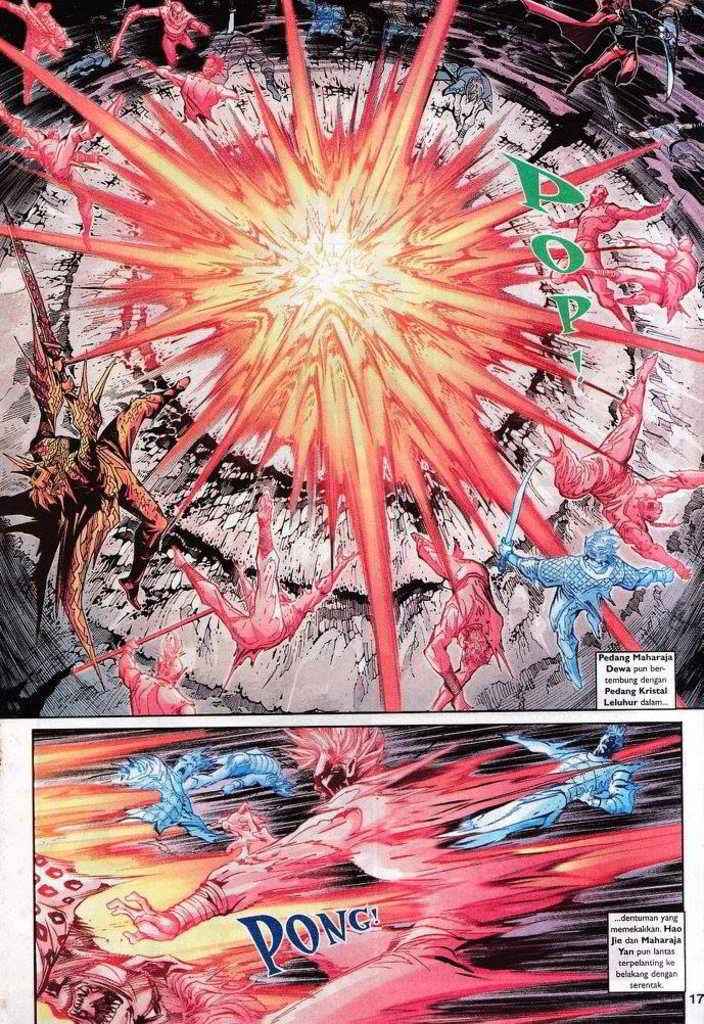 POP!
Pedang Maharaja
Dewa pun ber-
tembung dengan
Pedang Kristal
Leluhur dalam...
PONG!
...dentuman yang
memekakkan. Hao
Jie dan Maharaja
Yan pun lantas
terpelanting ke
belakang dengan
serentak.
17